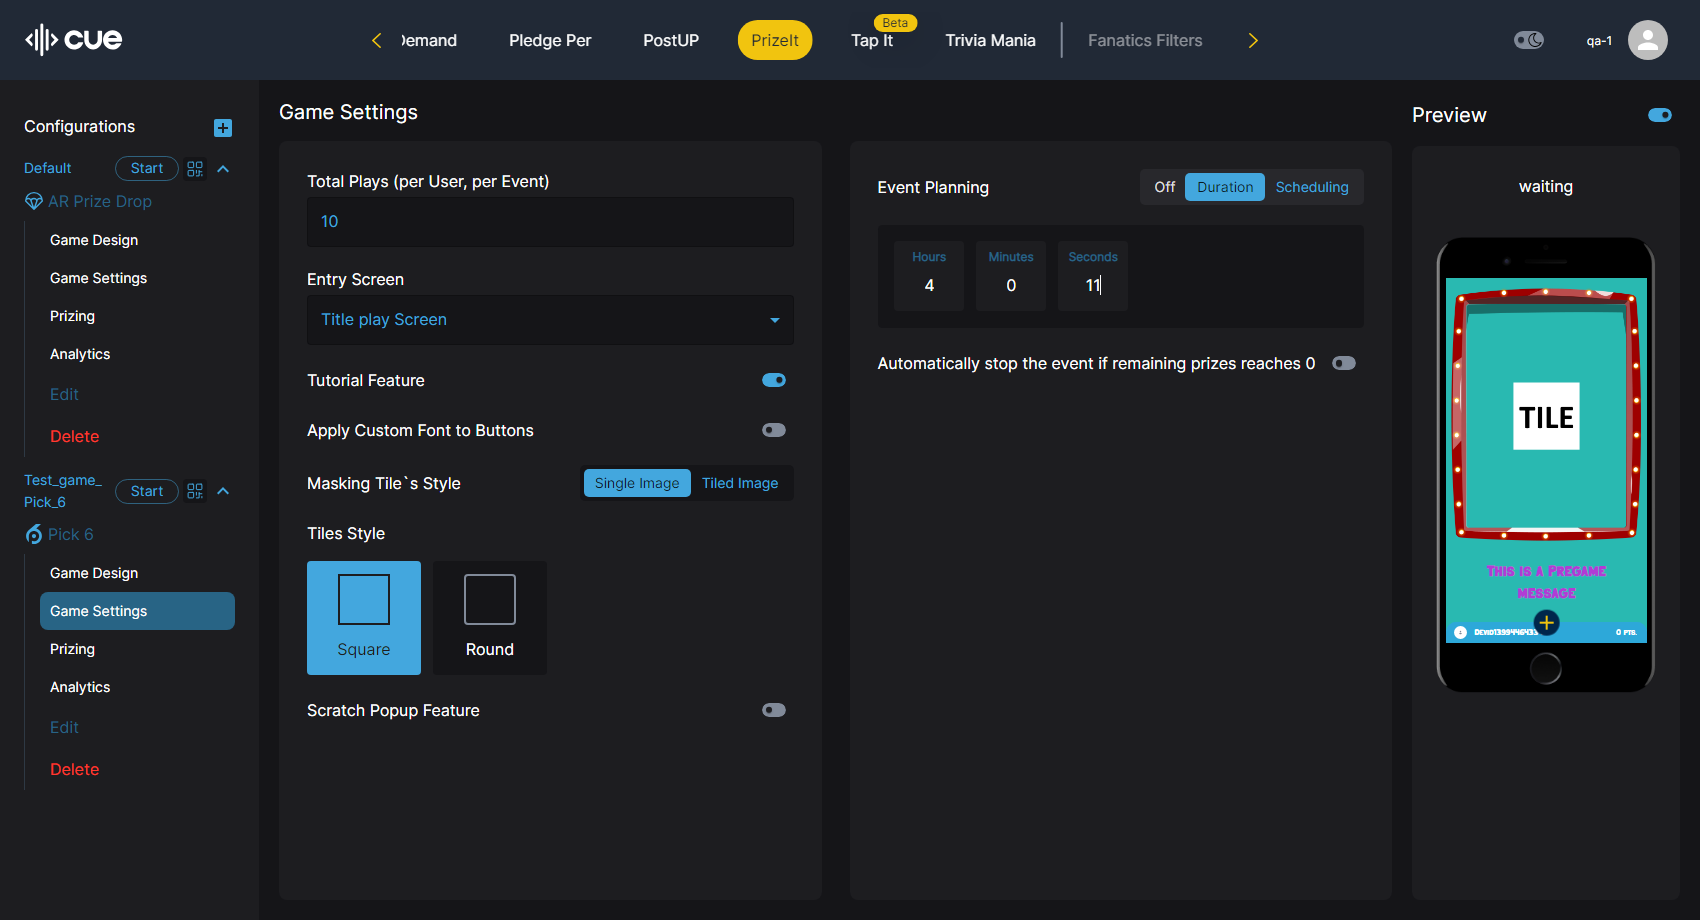 cue
Demand
Pledge Per
PostUP
PrizeIt
Beta
Tap It
Trivia Mania
Fanatics Filters
qa-1
Configurations
Default
Start
AR Prize Drop
Game Design
Game Settings
Prizing
Analytics
Edit
Delete
Test_game_
Pick_6
Start
Pick 6
Game Design
Game Settings
Prizing
Analytics
Edit
Delete
Game Settings
Total Plays (per User, per Event)
10
Entry Screen
Title play Screen
Tutorial Feature
Apply Custom Font to Buttons
Masking Tile`s Style
Single Image
Tiled Image
Tiles Style
Square
Round
Scratch Popup Feature
Event Planning
Off
Duration
Scheduling
Hours
Minutes
Seconds
4
0
11
Automatically stop the event if remaining prizes reaches 0
Preview
waiting
TILE
This is a Pregame
message
0 pts.